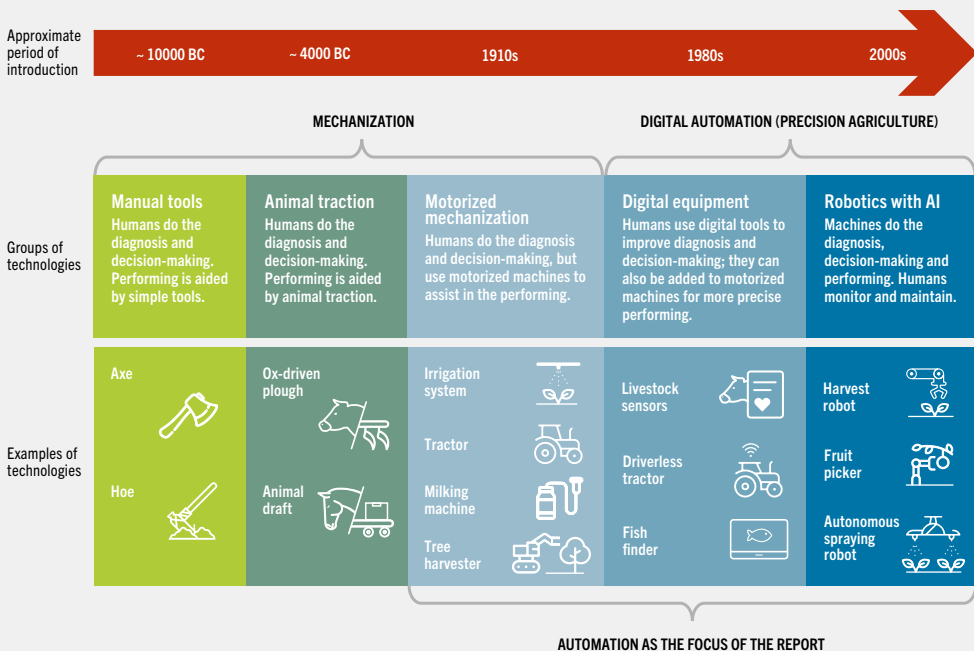 Approximate
period of
introduction
~ 10000 BC
~ 4000 BC
1910s
1980s
2000s
MECHANIZATION
DIGITAL AUTOMATION (PRECISION AGRICULTURE)
Groups of
technologies
Manual tools
Humans do the
diagnosis and
decision-making.
Performing is aided
by simple tools.
Animal traction
Humans do the
diagnosis and
decision-making.
Performing is aided
by animal traction.
Motorized
mechanization
Humans do the diagnosis
and decision-making, but
use motorized machines to
assist in the performing.
Digital equipment
Humans use digital tools to
improve diagnosis and
decision-making; they can
also be added to motorized
machines for more precise
performing.
Robotics with AI
Machines do the
diagnosis,
decision-making and
performing. Humans
monitor and maintain.
Examples of
technologies
Axe
Hoe
Ox-driven
plough
Animal
draft
Irrigation
system
Tractor
Milking
machine
Tree
harvester
Livestock
sensors
Driverless
tractor
Fish
finder
Harvest
robot
Fruit
picker
Autonomous
spraying
robot
AUTOMATION AS THE FOCUS OF THE REPORT